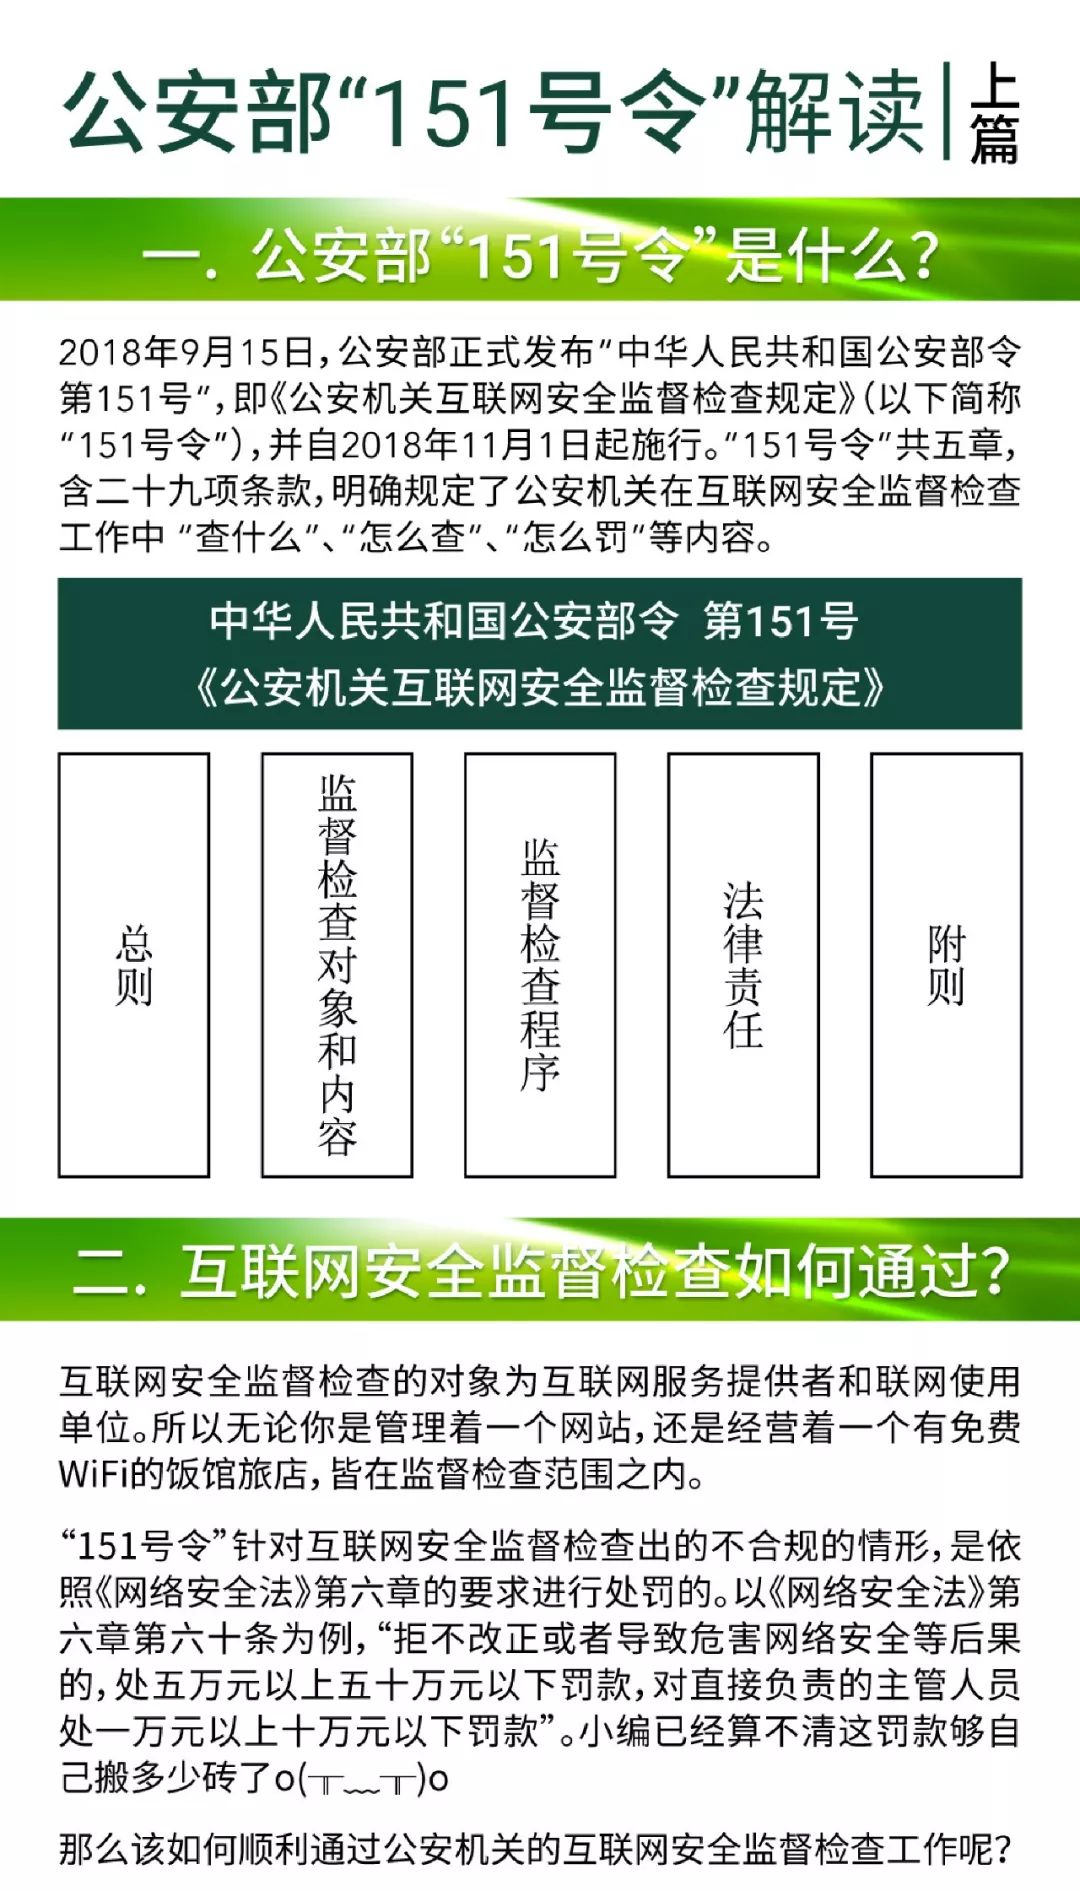 公安部“151号令”解读
上篇
一. 公安部“151号令”是什么？
2018年9月15日，公安部正式发布“中华人民共和国公安部令
第151号”，即《公安机关互联网安全监督检查规定》（以下简称
“151号令”），并自2018年11月1日起施行。“151号令”共五章，
含二十九项条款，明确规定了公安机关在互联网安全监督检查
工作中 “查什么”、“怎么查”、“怎么罚”等内容。
中华人民共和国公安部令 第151号
《公安机关互联网安全监督检查规定》
总则
监督检查对象和内容
监督检查程序
法律责任
附则
二. 互联网安全监督检查如何通过？
互联网安全监督检查的对象为互联网服务提供者和联网使用
单位。所以无论你是管理着一个网站，还是经营着一个有免费
WiFi的饭馆旅店，皆在监督检查范围之内。
“151号令”针对互联网安全监督检查出的不合规的情形，是依
照《网络安全法》第六章的要求进行处罚的。以《网络安全法》第
六章第六十条为例，“拒不改正或者导致危害网络安全等后果
的，处五万元以上五十万元以下罚款，对直接负责的主管人员
处一万元以上十万元以下罚款”。小编已经算不清这罚款够自
己搬多少砖了o(╥﹏╥)o
那么该如何顺利通过公安机关的互联网安全监督检查工作呢？